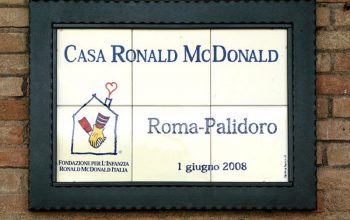 CASA RONALD MCDONALD
Roma-Palidoro
FONDAZIONE PER L'INFANZIA
RONALD MCDONALD ITALIA
1 giugno 2008